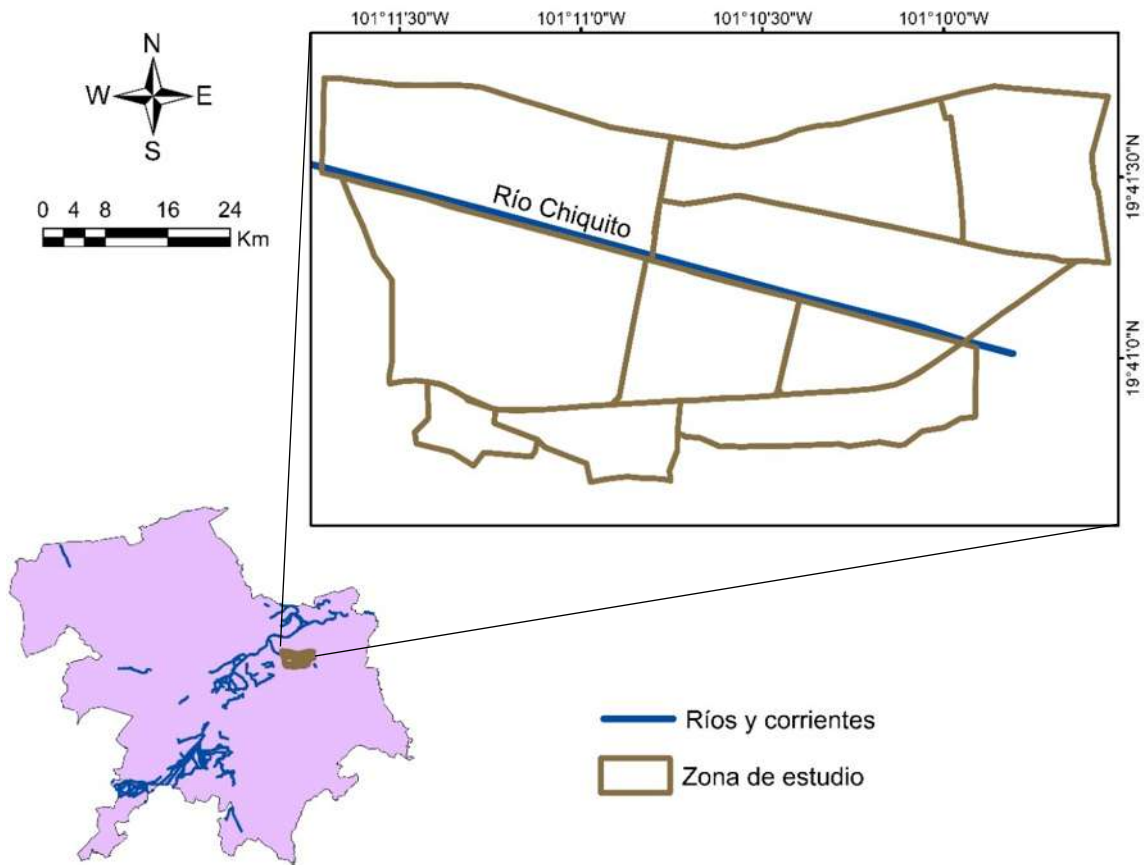 101°11'30"W 101°11'0"W 101°10'30"W 101°10'0"W
N
W E
S
0 4 8 16 24
Km
Río Chiquito
19°41'30"N
19°41'0"N
Ríos y corrientes
Zona de estudio